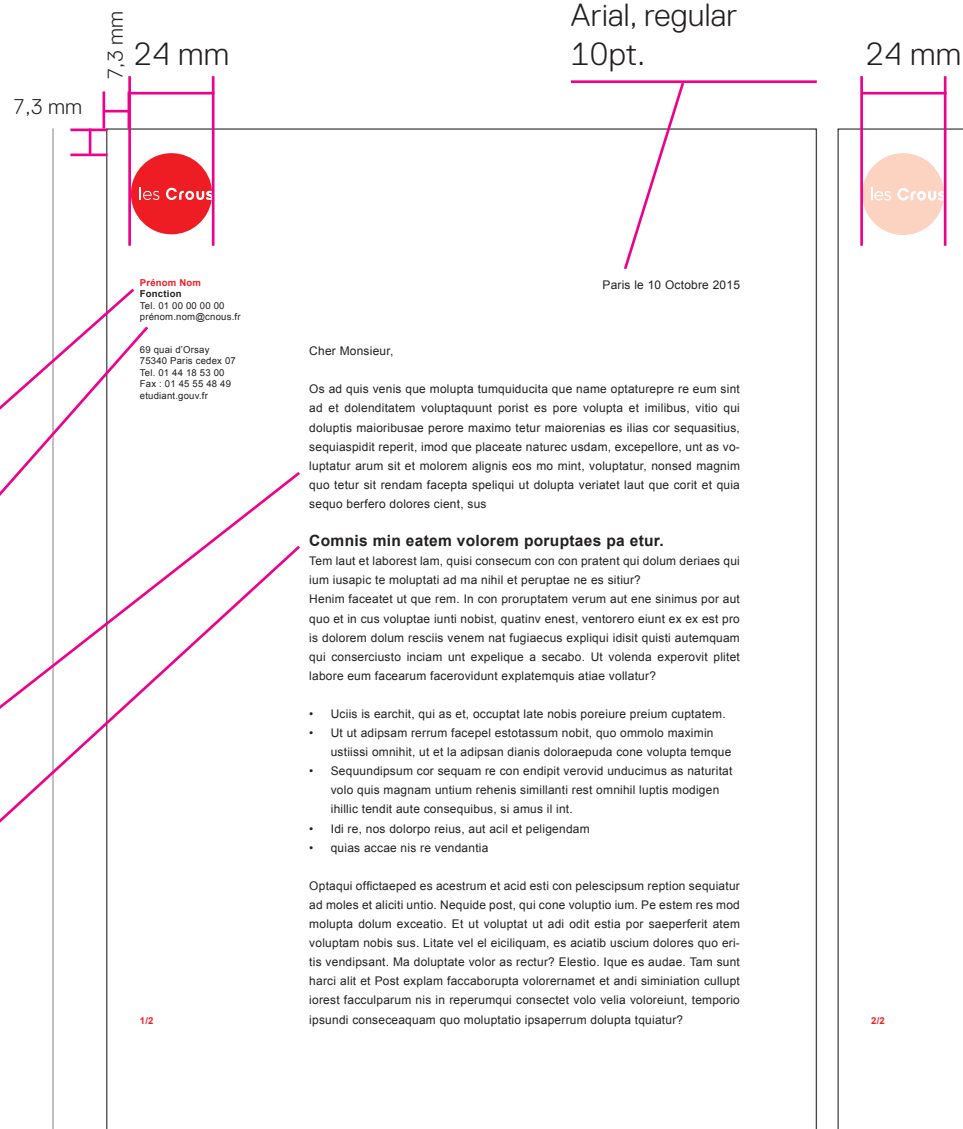 Arial, regular
10pt.
7,3 mm
24 mm
24 mm
7,3 mm
les Crous
les Crous
Prénom Nom
Fonction
Tel. 01 00 00 00 00
prénom.nom@cnous.fr
Paris le 10 Octobre 2015
69 quai d'Orsay
75340 Paris cedex 07
Tel. 01 44 18 53 00
Fax : 01 45 55 48 49
etudiant.gouv.fr
Cher Monsieur,
Os ad quis venis que molupta tumquiducita que name optaturepre re eum sint
ad et dolenditatem voluptaquunt porist es pore volupta et imilibus, vitio qui
doluptis maioribusae perore maximo tetur maiorenias es ilias cor sequasitius,
sequiaspidit reperit, imod que placeate naturec usdam, excepellore, unt as vo-
luptatur arum sit et molorem alignis eos mo mint, voluptatur, nonsed magnim
quo tetur sit rendam facepta speliqui ut dolupta veriatet laut que corit et quia
sequo berfero dolores cient, sus
Comnis min eatem volorem poruptaes pa etur.
Tem laut et laborest lam, quisi consecum con con pratent qui dolum deriaes qui
ium iusapic te moluptati ad ma nihil et peruptae ne es sitiur?
Henim faceatet ut que rem. In con proruptatem verum aut ene sinimus por aut
quo et in cus voluptae iunti nobist, quatinv enest, ventorero eiunt ex ex est pro
is dolorem dolum resciis venem nat fugiaecus expliqui idisit quisti autemquam
qui conserciusto inciam unt expelique a secabo. Ut volenda experovit plitet
labore eum facearum facerovidunt explatemquis atiae vollatur?
• Uciis is earchit, qui as et, occuptat late nobis poreiure preium cuptatem.
• Ut ut adipsam rerrum facepel estotassum nobit, quo ommolo maximin
ustiissi omnihit, ut et la adipsan dianis doloraepuda cone volupta temque
• Sequundipsum cor sequam re con endipit verovid unducimus as naturitat
volo quis magnam untium rehenis simillanti rest omnihil luptis modigen
ihillic tendit aute consequibus, si amus il int.
• Idi re, nos dolorpo reius, aut acil et peligendam
• quias accae nis re vendantia
Optaqui offictaeped es acestrum et acid esti con pelescipsum reption sequiatur
ad moles et aliciti untio. Nequide post, qui cone voluptio ium. Pe estem res mod
molupta dolum exceatio. Et ut voluptat ut adi odit estia por saeperferit atem
voluptam nobis sus. Litate vel el eiciliquam, es aciatib uscium dolores quo eri-
tis vendipsant. Ma doluptate volor as rectur? Elestio. Ique es audae. Tam sunt
harci alit et Post explam faccaborupta volorernamet et andi siminiation cullupt
iorest facculparum nis in reperumqui consectet volo velia voloreiunt, temporio
ipsundi conseceaquam quo moluptatio ipsaperrum dolupta tquiatur?
1/2
2/2